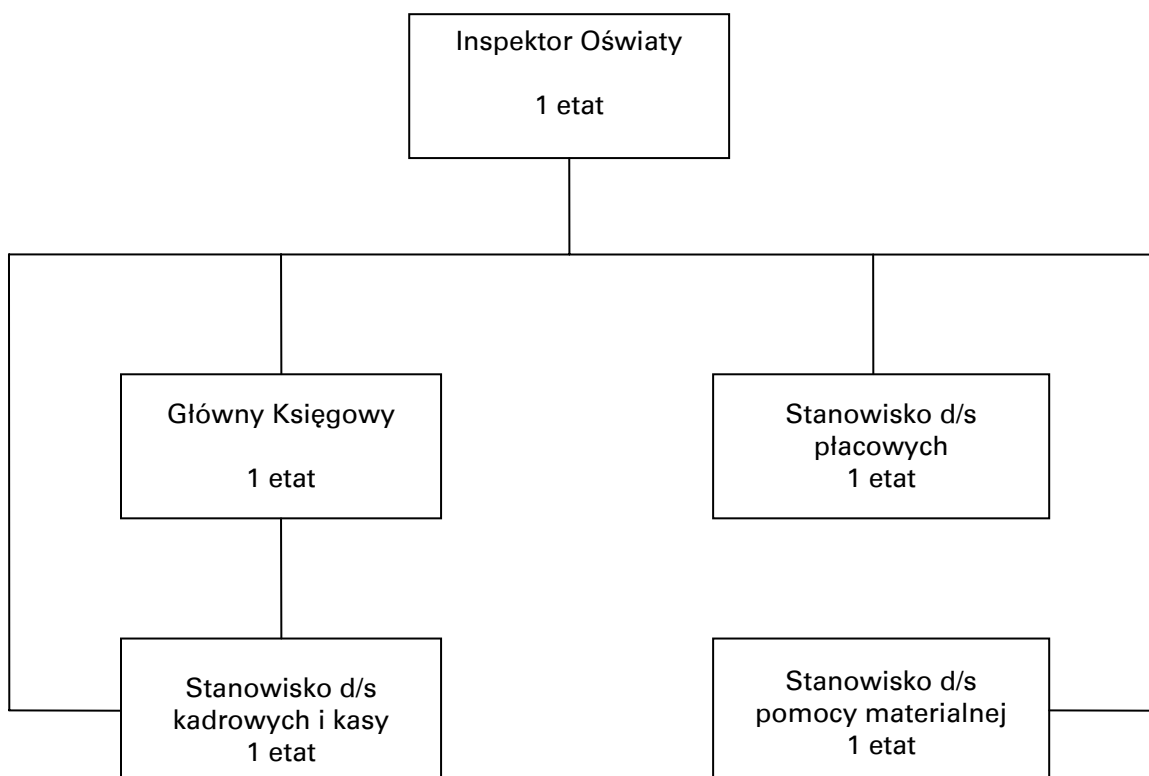 Inspektor Oświaty
1 etat
Główny Księgowy
1 etat
Stanowisko d/s
płacowych
1 etat
Stanowisko d/s
kadrowych i kasy
1 etat
Stanowisko d/s
pomocy materialnej
1 etat